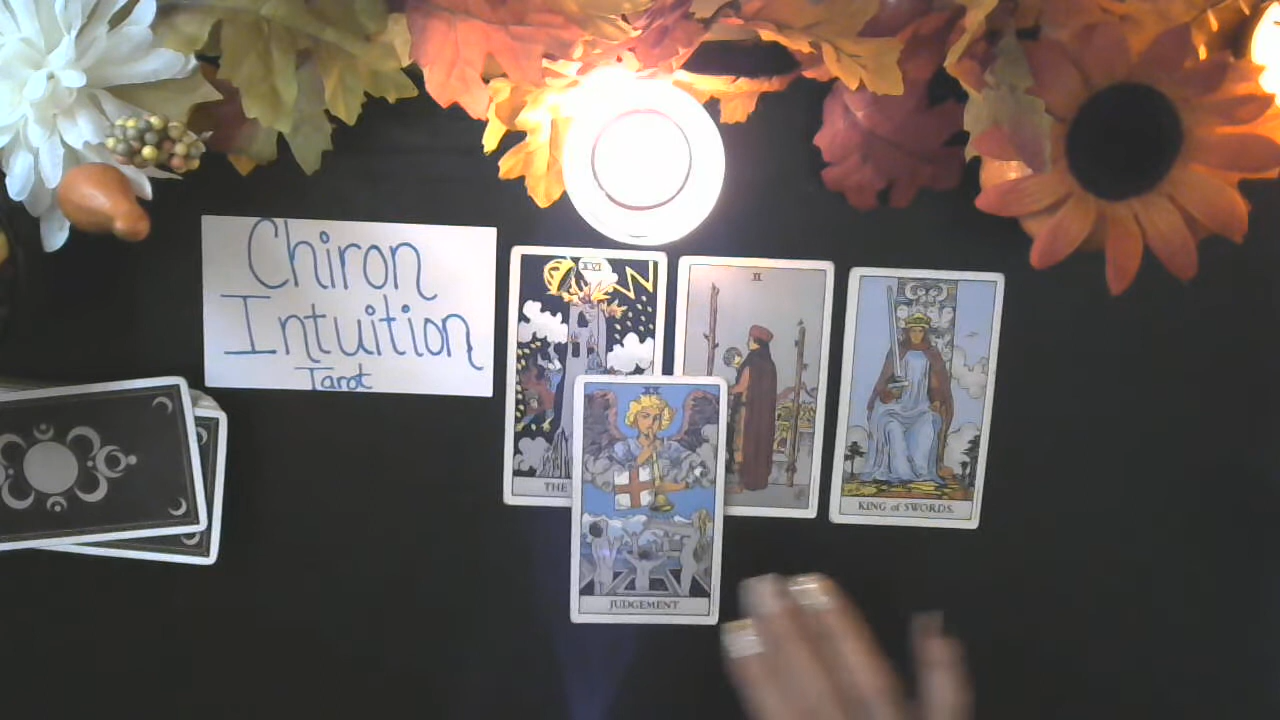 Chiron
Intuition
Tarot
XVI
II
THE
XX
JUDGEMENT
KING of SWORDS.